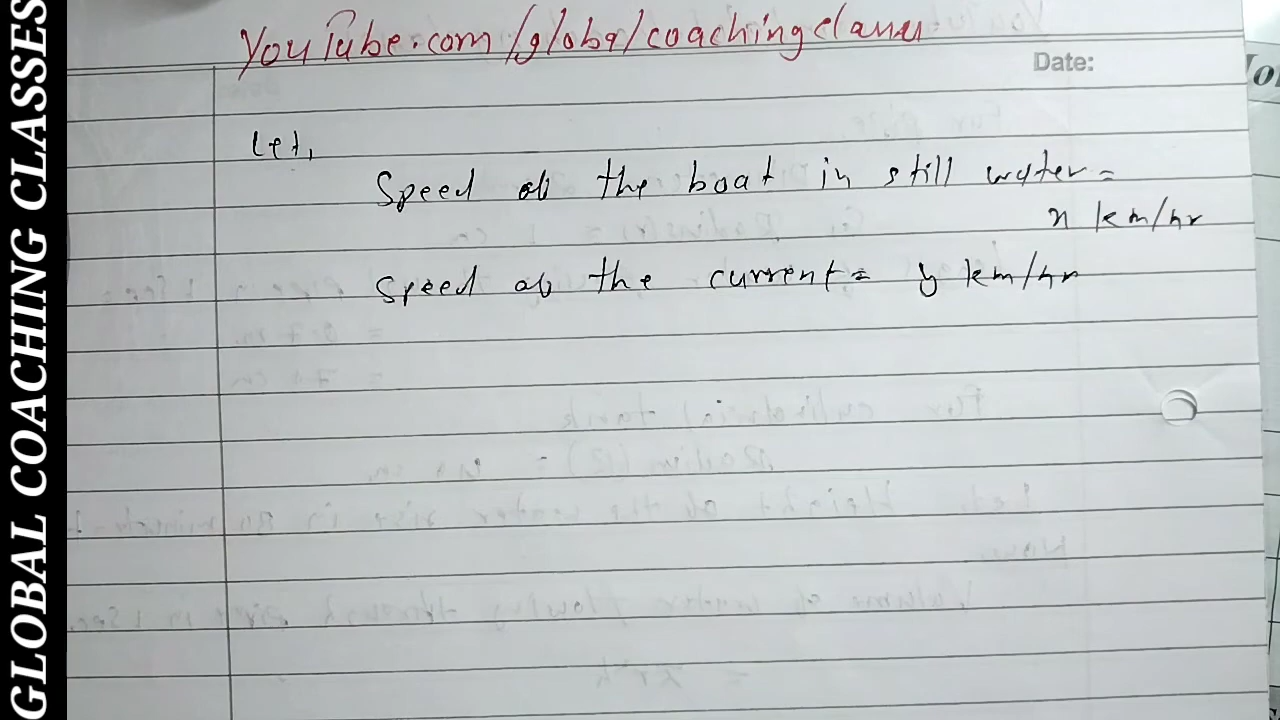 GLOBAL COACHING CLASSES
YouTube.com/globalcoachingclasses
Date:
Let,
Speed of the boat in still water =
x km/hr
Speed of the current = y km/hr